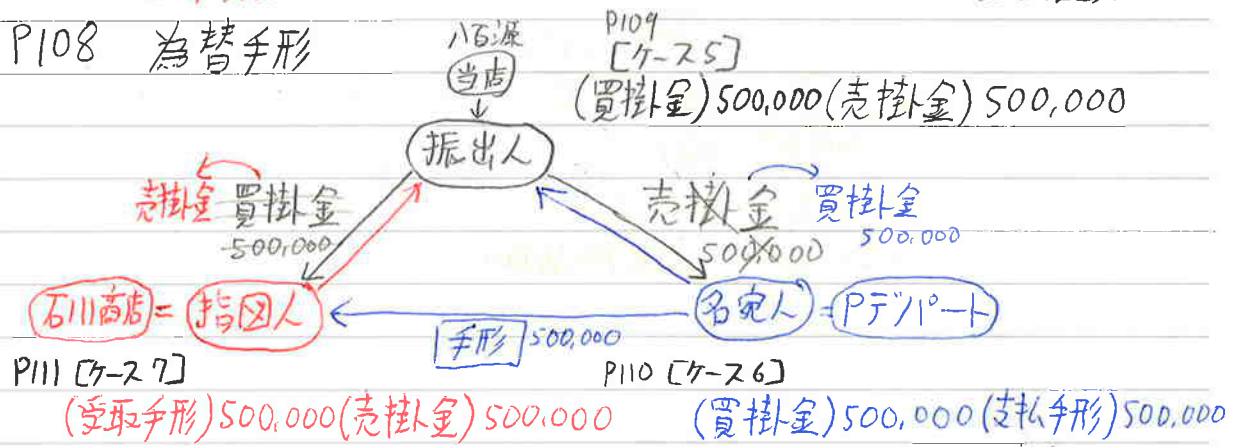 P108 為替手形
八百源
当店
P109
[ケース5]
(買掛金)500,000(売掛金)500,000
振出人
売掛金 買掛金
500,000
売掛金 買掛金
500,000 500,000
石川商店=指図人
手形 500,000
名宛人=Pデパート
P111 [ケース7]
(受取手形)500,000(売掛金)500,000
P110 [ケース6]
(買掛金)500,000(支払手形)500,000